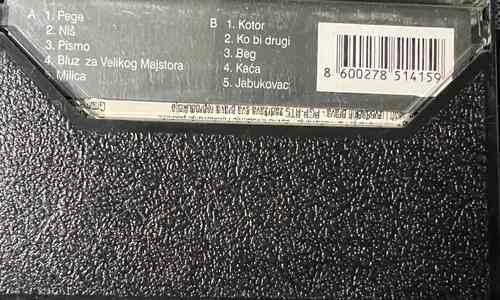 A
1. Pege
2. Niš
3. Pismo
4. Bluz za Velikog Majstora
5. Milica
B
1. Kotor
2. Ko bi drugi
3. Beg
4. Kaća
5. Jabukovac
8 600278 514159